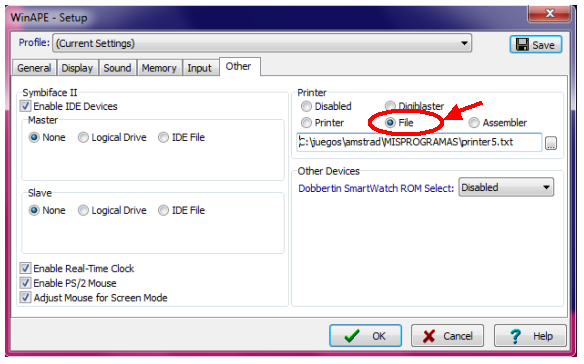 WinAPE - Setup
Profile: (Current Settings)
Save
General Display Sound Memory Input Other
Symbiface II
Enable IDE Devices
Master
None Logical Drive IDE File
Slave
None Logical Drive IDE File
Enable Real-Time Clock
Enable PS/2 Mouse
Adjust Mouse for Screen Mode
Printer
Disabled Digiblaster
Printer File Assembler
C:\juegos\amstrad\MISPROGRAMAS\printer5.txt ...
Other Devices
Dobbertin SmartWatch ROM Select: Disabled
OK Cancel ? Help